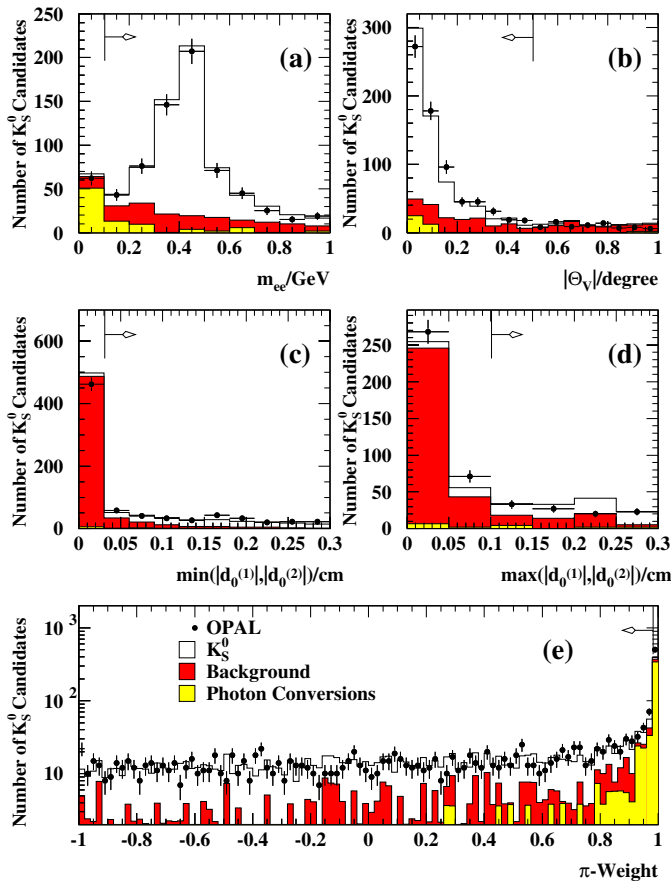 Number of K_S^0 Candidates
250
200
150
100
50
0
0 0.2 0.4 0.6 0.8 1
m_ee/GeV
(a)
Number of K_S^0 Candidates
300
200
100
0
0 0.2 0.4 0.6 0.8 1
|Θ_V|/degree
(b)
Number of K_S^0 Candidates
600
400
200
0
0 0.05 0.1 0.15 0.2 0.25 0.3
min(|d_0^(1)|,|d_0^(2)|)/cm
(c)
Number of K_S^0 Candidates
250
200
150
100
50
0
0 0.05 0.1 0.15 0.2 0.25 0.3
max(|d_0^(1)|,|d_0^(2)|)/cm
(d)
Number of K_S^0 Candidates
10^3
10^2
10
OPAL
K_S^0
Background
Photon Conversions
(e)
-1 -0.8 -0.6 -0.4 -0.2 0 0.2 0.4 0.6 0.8 1
π-Weight